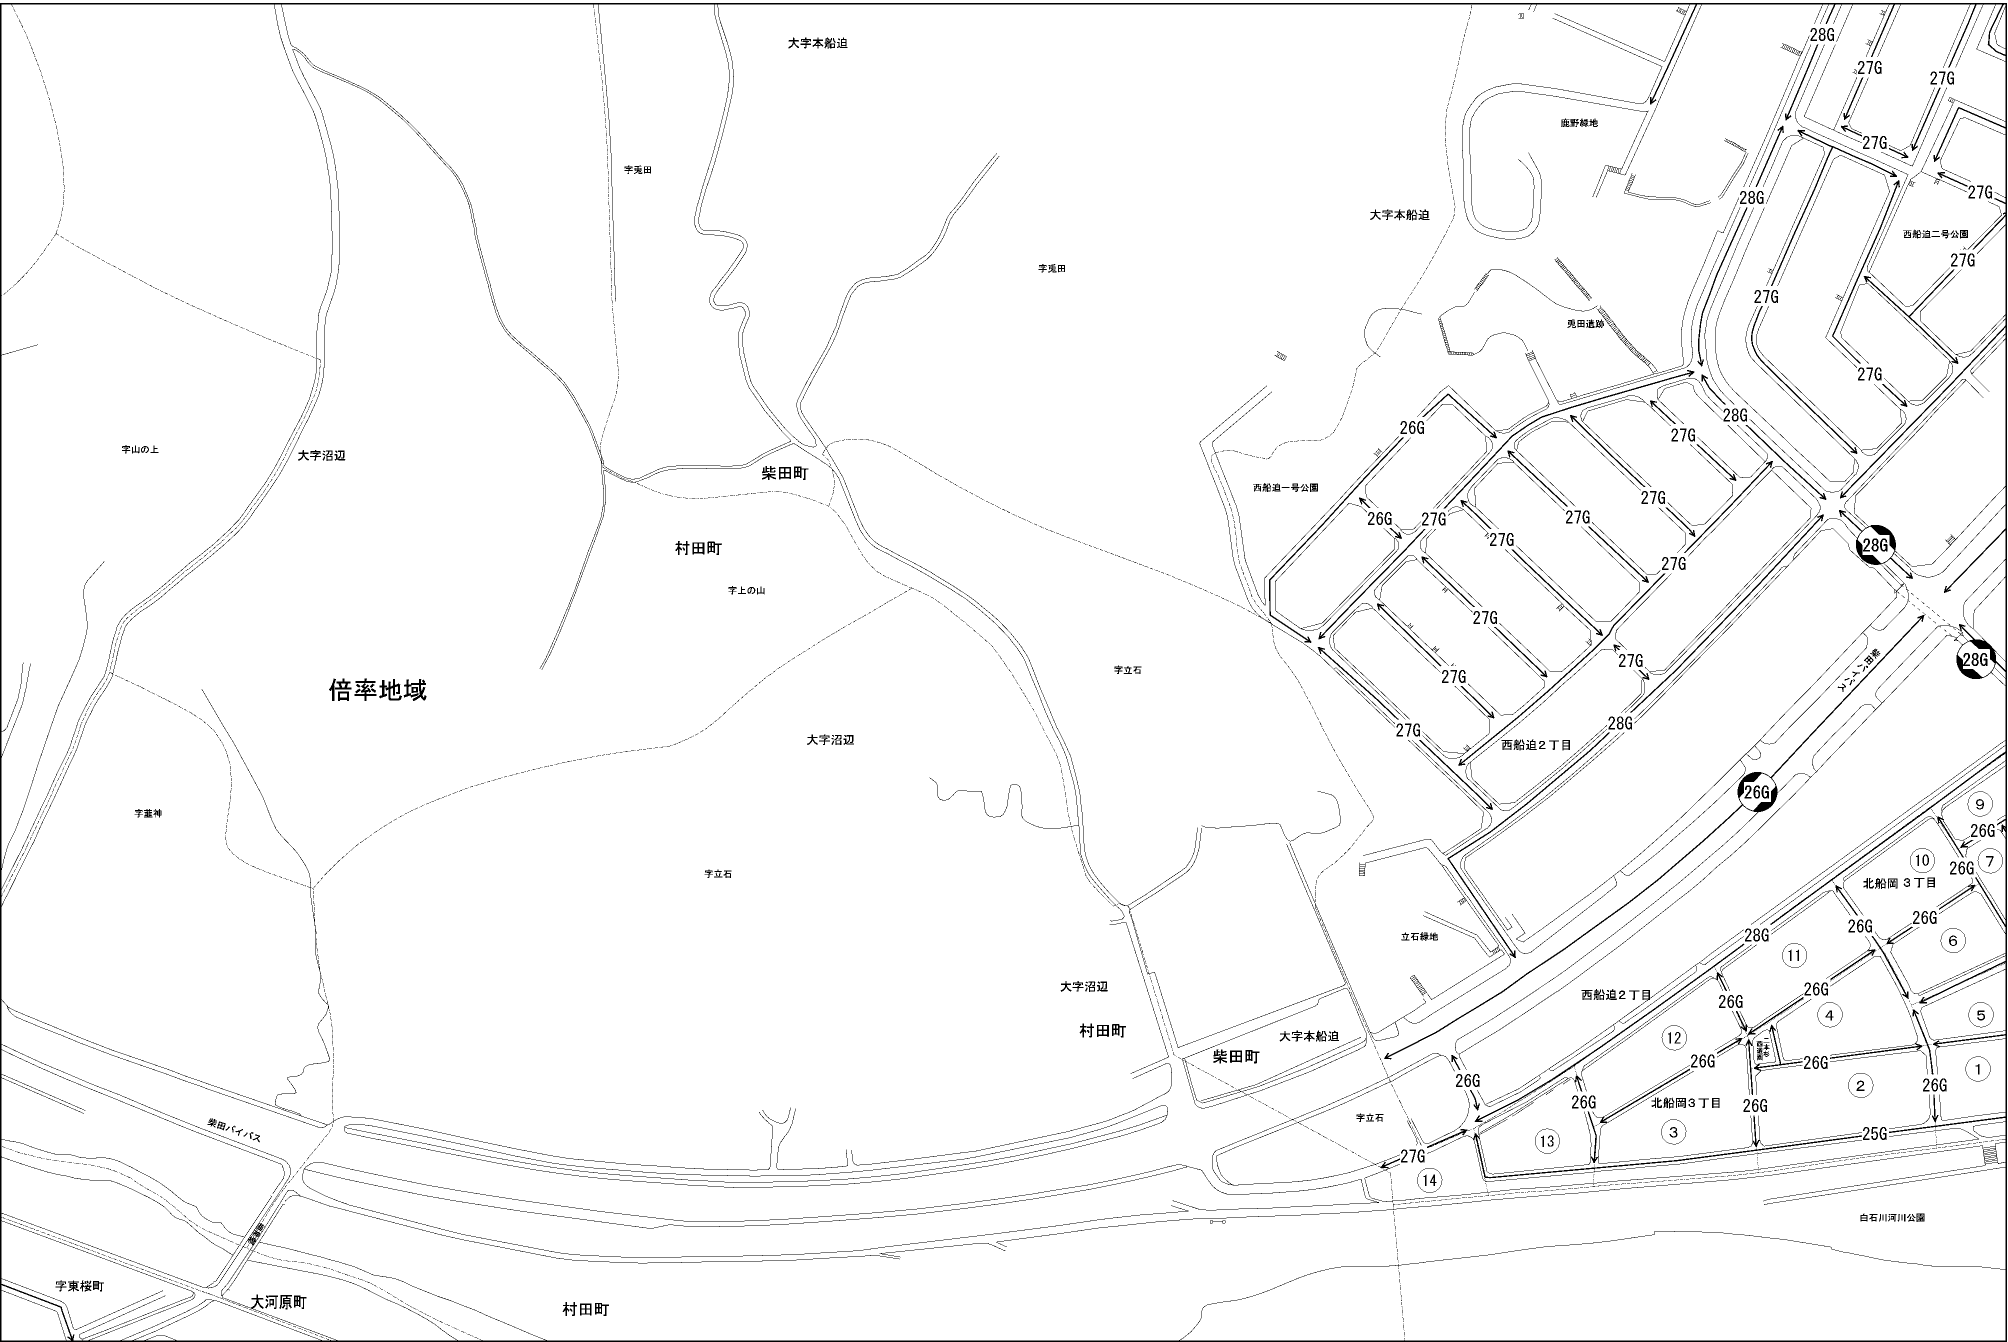 28G
大字本船迫
27G
27G
鹿野緑地
27G
字兎田
27G
28G
大字本船迫
西船迫二号公園
27G
字兎田
27G
兎田遺跡
27G
28G
26G
27G
字山の上
大字沼辺
柴田町
西船迫一号公園
27G
26G
27G
27G
27G
28G
村田町
27G
字上の山
27G
字立石
27G
28G
倍率地域
27G
柴田バイパス
28G
27G
大字沼辺
西船迫2丁目
26G
字韮神
9
26G
10
7
26G
字立石
北船岡3丁目
26G
26G
6
28G
立石緑地
11
大字沼辺
26G
西船迫2丁目
26G
4
5
村田町
大字本船迫
12
柴田町
26G
26G
26G
2
26G
1
26G
北船岡3丁目
26G
字立石
柴田バイパス
13
3
25G
27G
14
白石川河川公園
字東桜町
大河原町
村田町